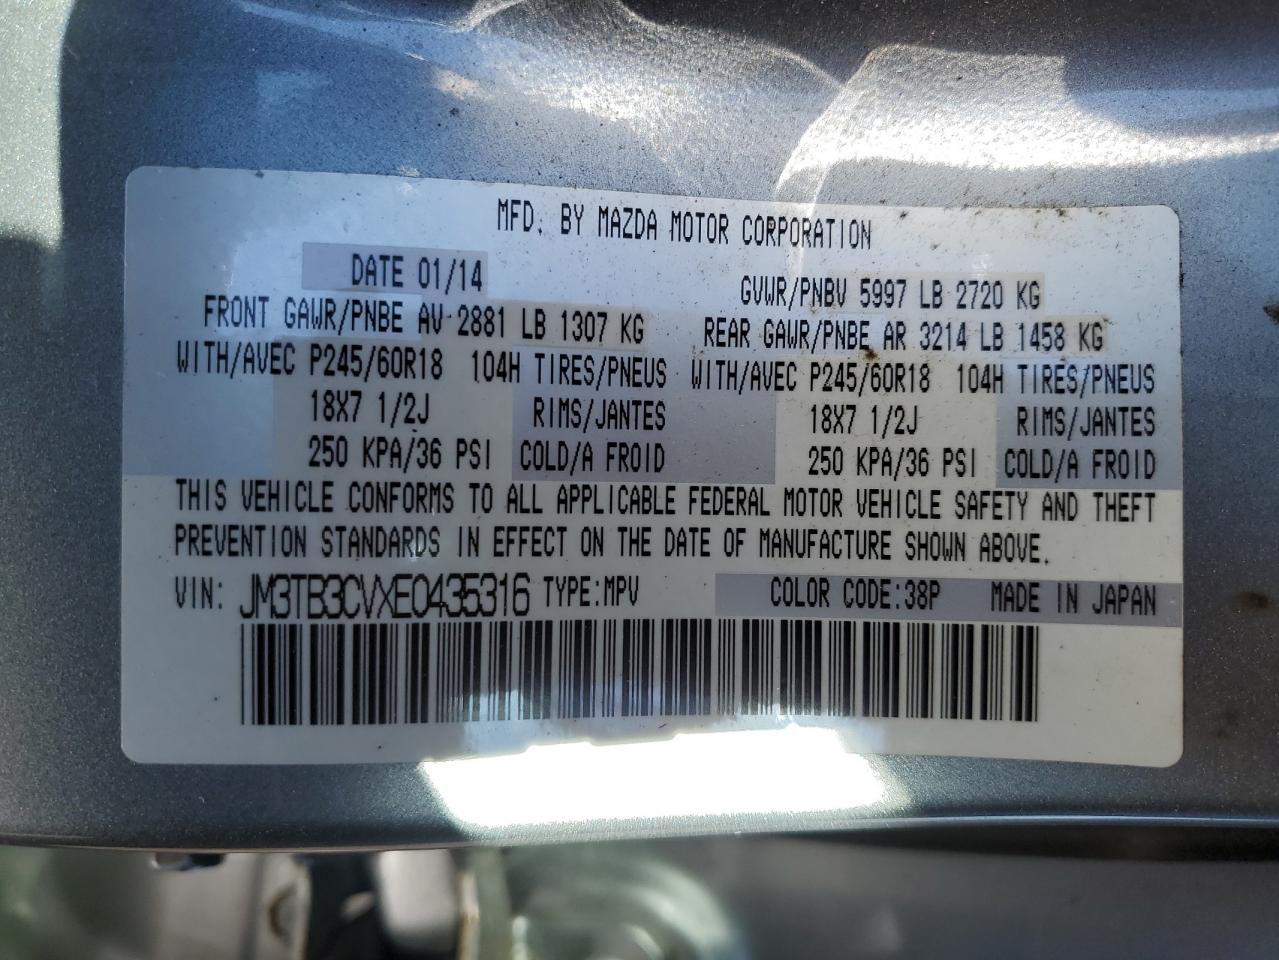 MFD. BY MAZDA MOTOR CORPORATION
DATE 01/14 GVWR/PNBV 5997 LB 2720 KG
FRONT GAWR/PNBE AV 2881 LB 1307 KG REAR GAWR/PNBE AR 3214 LB 1458 KG
WITH/AVEC P245/60R18 104H TIRES/PNEUS WITH/AVEC P245/60R18 104H TIRES/PNEUS
18X7 1/2J RIMS/JANTES 18X7 1/2J RIMS/JANTES
250 KPA/36 PSI COLD/A FROID 250 KPA/36 PSI COLD/A FROID
THIS VEHICLE CONFORMS TO ALL APPLICABLE FEDERAL MOTOR VEHICLE SAFETY AND THEFT
PREVENTION STANDARDS IN EFFECT ON THE DATE OF MANUFACTURE SHOWN ABOVE.
VIN: JM3TB3CVXE0435316 TYPE:MPV COLOR CODE:38P MADE IN JAPAN